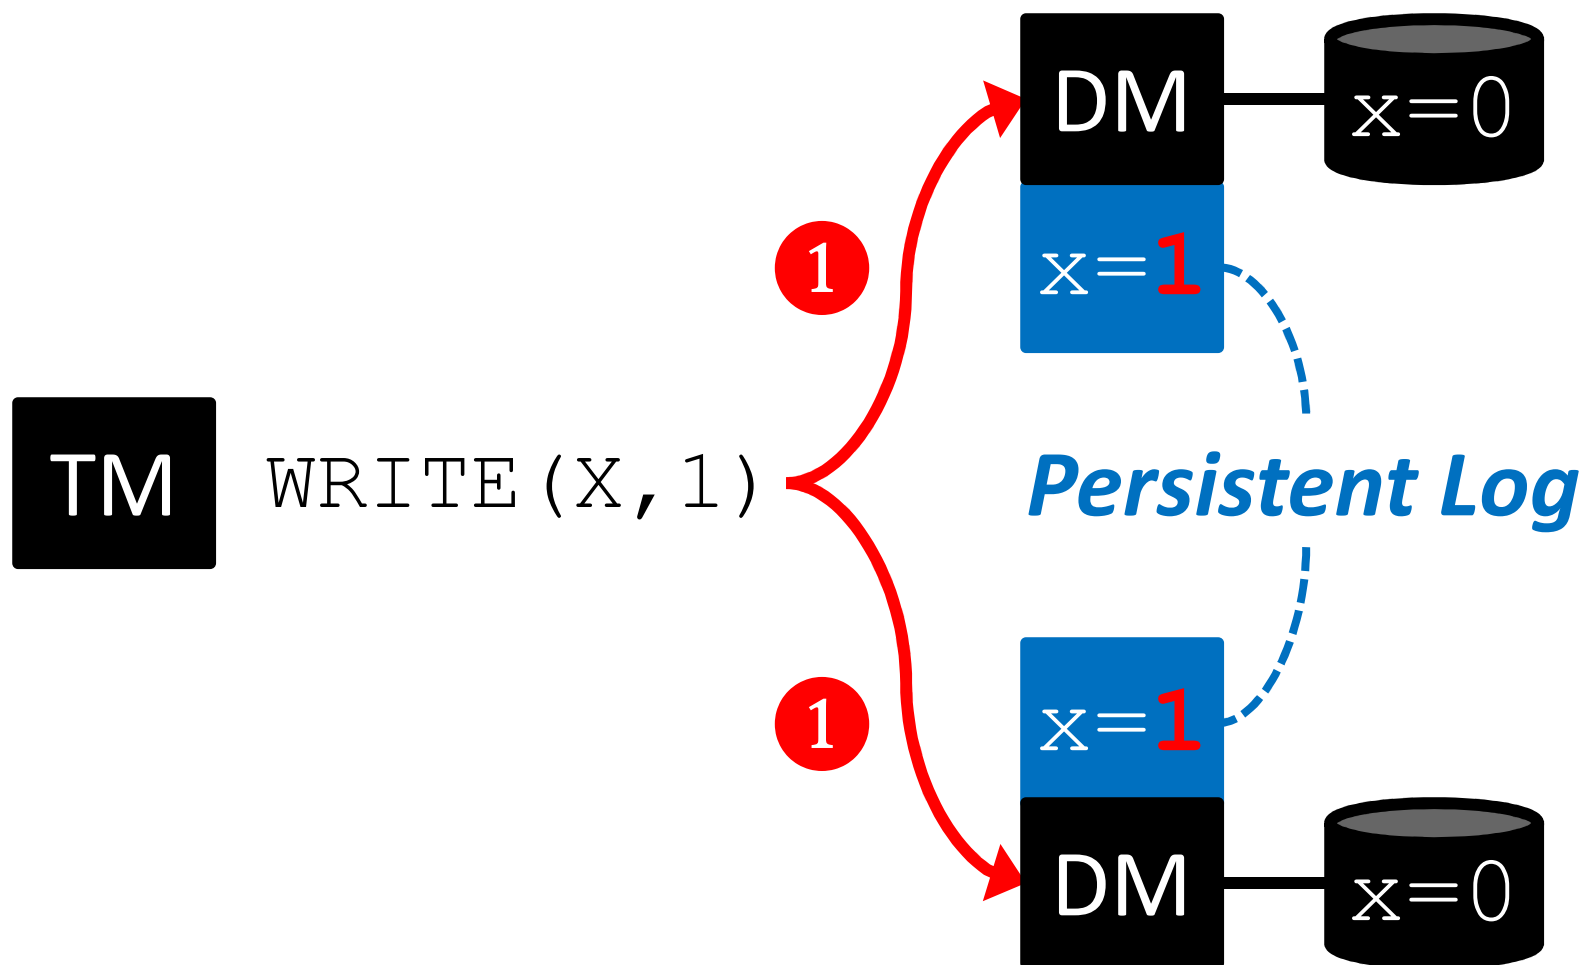 DM
x=0
1
x=1
TM
WRITE(X,1)
Persistent Log
1
x=1
DM
x=0